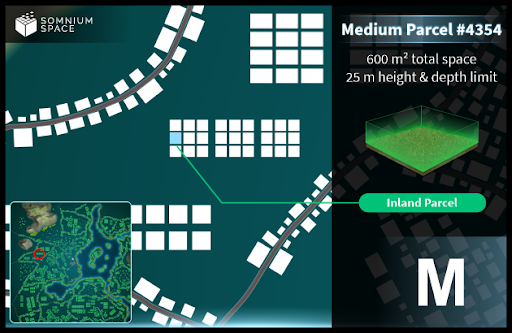 SOMNIUM
SPACE
Medium Parcel #4354
600 m² total space
25 m height & depth limit
Inland Parcel
M